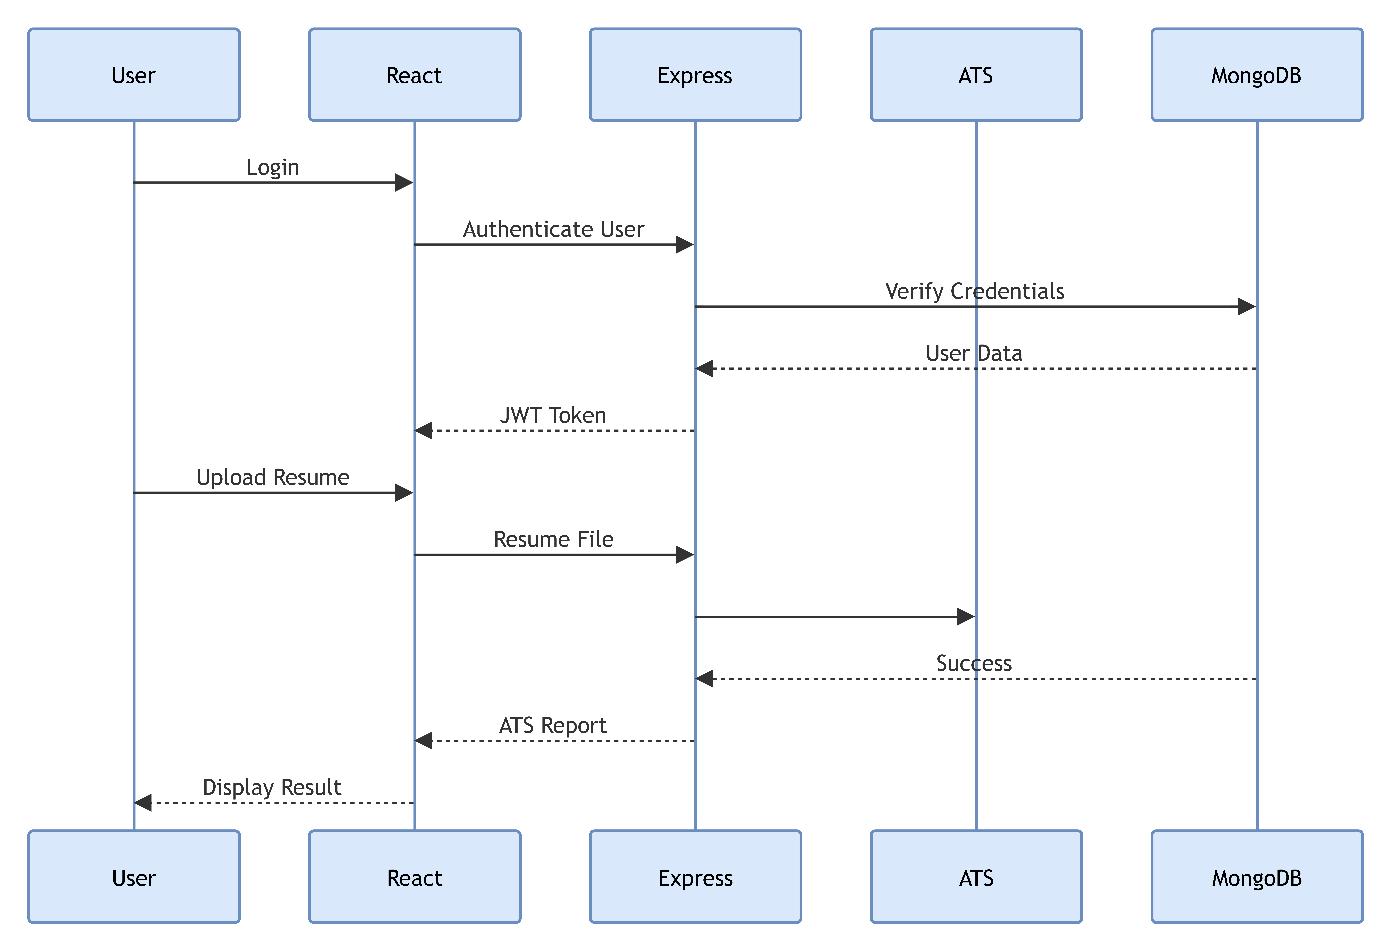 User
React
Express
ATS
MongoDB
Login
Authenticate User
Verify Credentials
User Data
JWT Token
Upload Resume
Resume File
Success
ATS Report
Display Result
User
React
Express
ATS
MongoDB